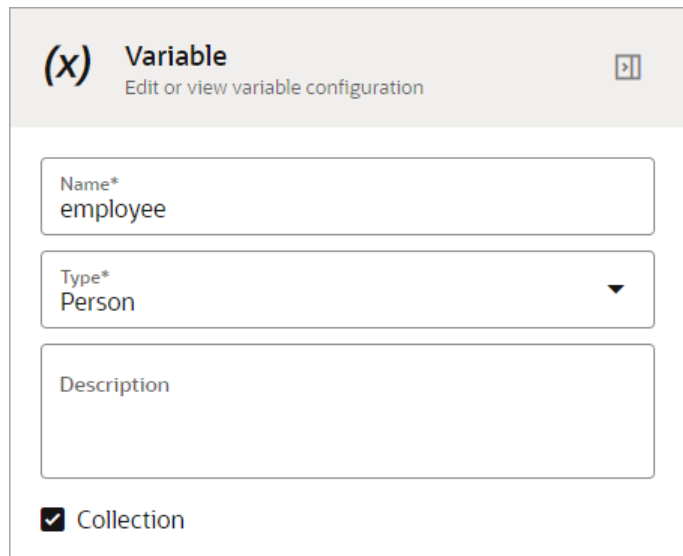 (x) Variable
Edit or view variable configuration
Name*
employee
Type*
Person
Description
Collection